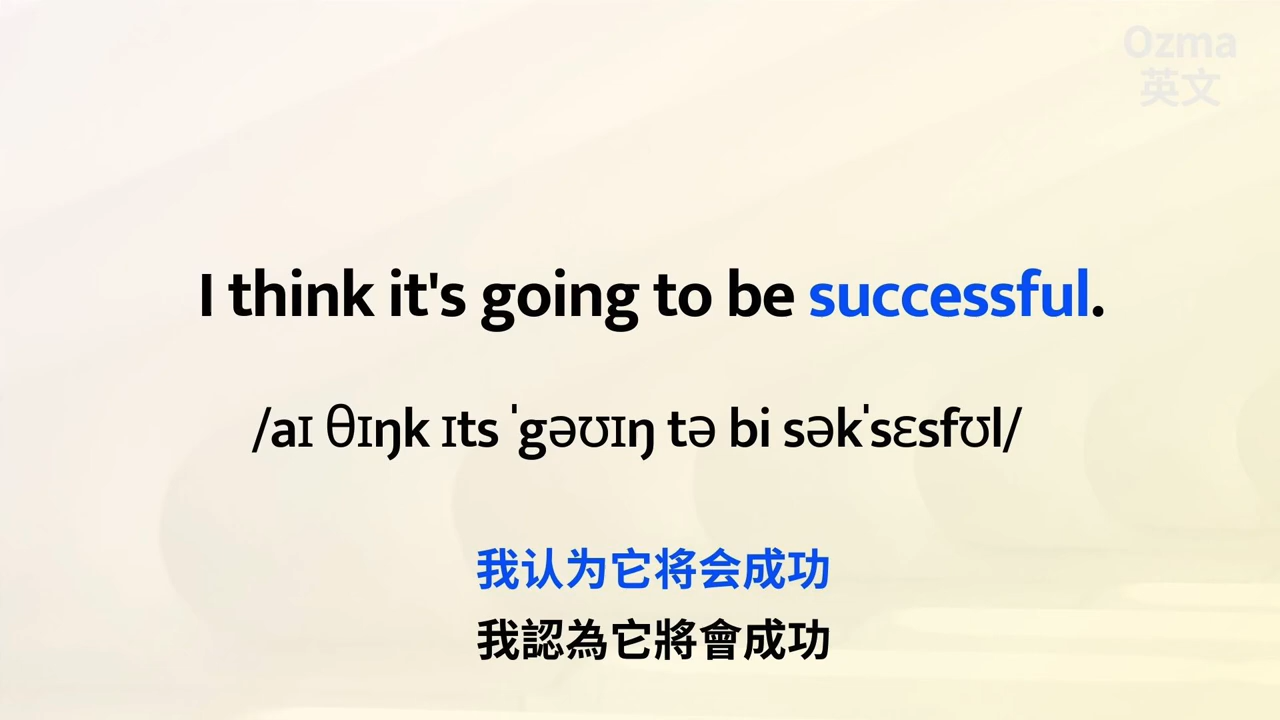 Ozma
英文
I think it's going to be successful.
/aɪ θɪŋk ɪts ˈgəʊɪŋ tə bi səkˈsɛsfʊl/
我认为它将会成功
我認為它將會成功